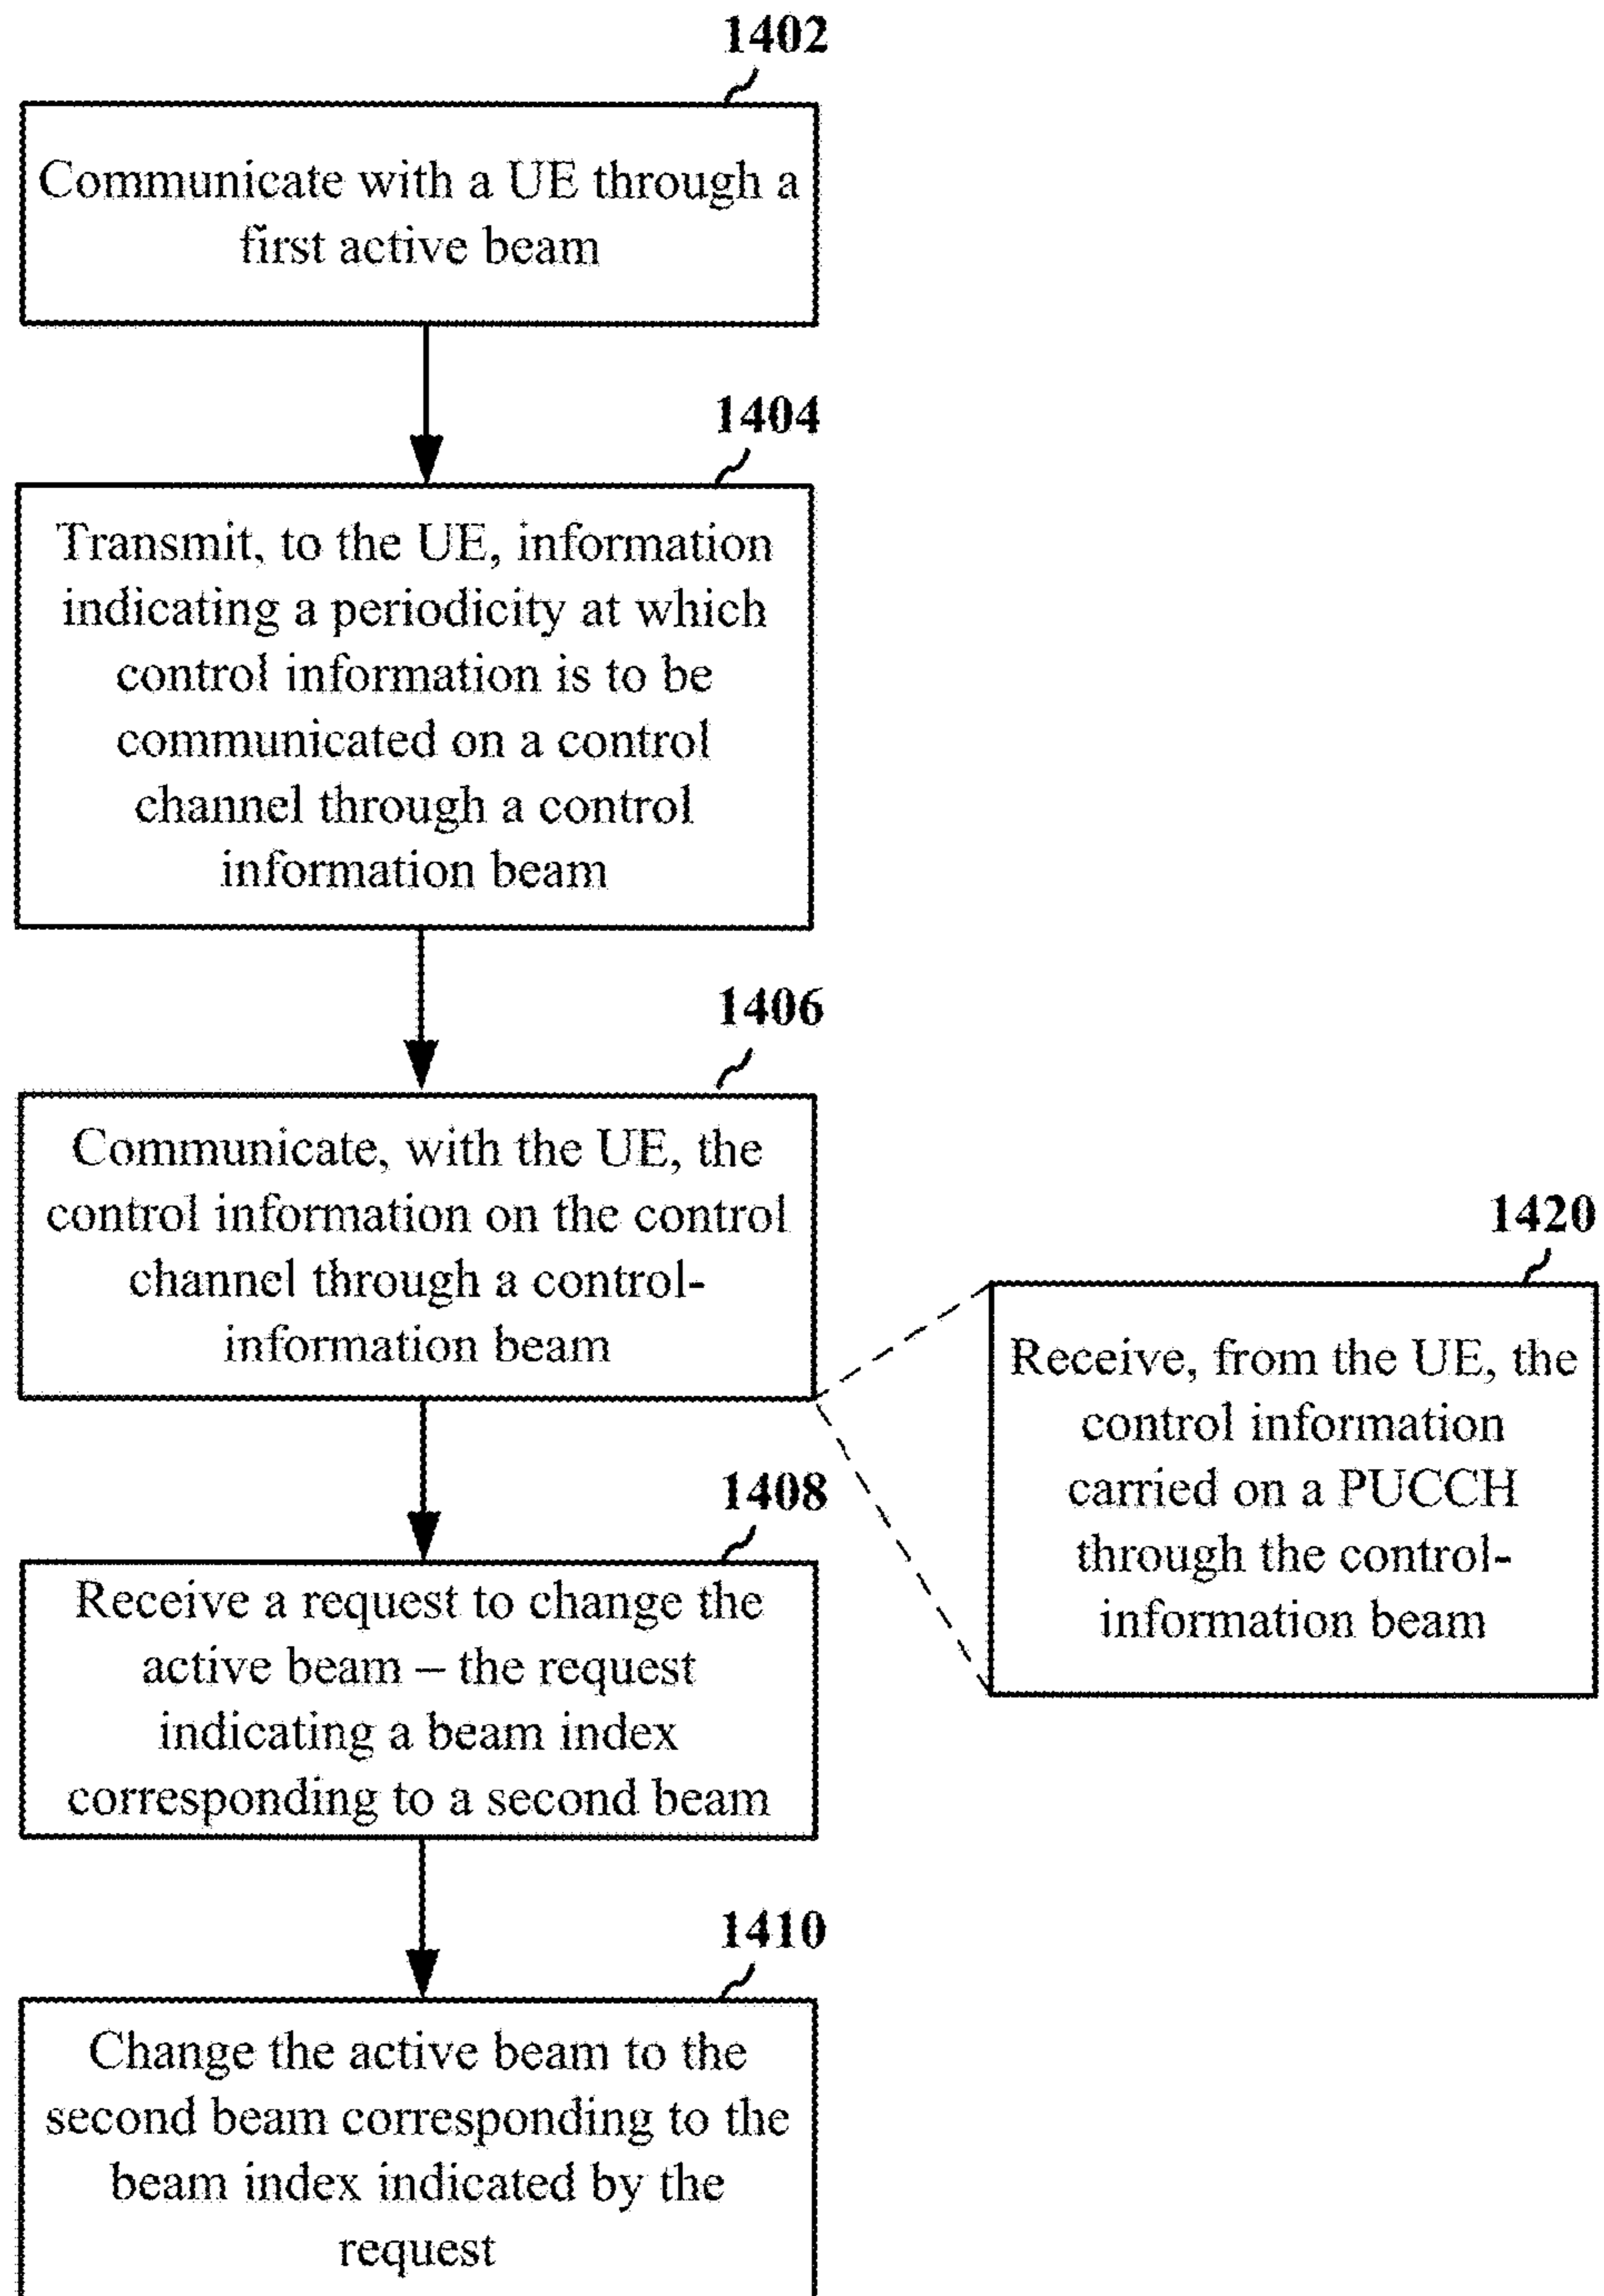 1402
Communicate with a UE through a
first active beam
1404
Transmit, to the UE, information
indicating a periodicity at which
control information is to be
communicated on a control
channel through a control
information beam
1406
Communicate, with the UE, the
control information on the control
channel through a control-
information beam
1420
Receive, from the UE, the
control information
carried on a PUCCH
through the control-
information beam
1408
Receive a request to change the
active beam – the request
indicating a beam index
corresponding to a second beam
1410
Change the active beam to the
second beam corresponding to the
beam index indicated by the
request